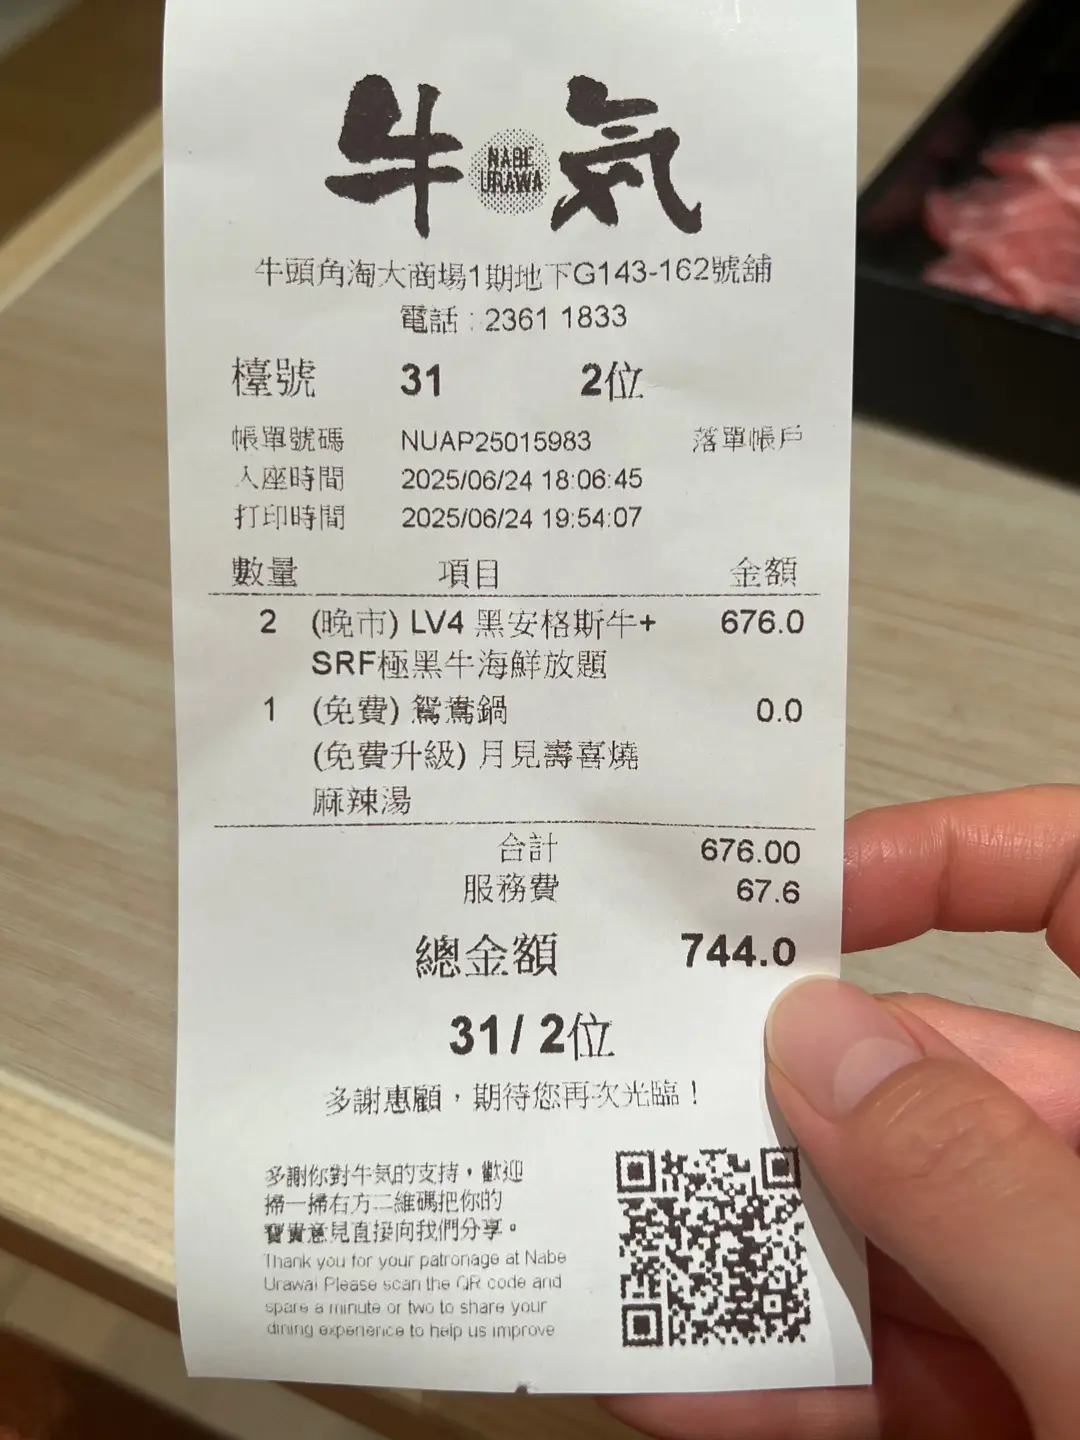 牛 NABE URAWA 気
牛頭角淘大商場1期地下G143-162號舖
電話 : 2361 1833
檯號 31 2位
帳單號碼 NUAP25015983 落單帳戶
入座時間 2025/06/24 18:06:45
打印時間 2025/06/24 19:54:07
數量 項目 金額
2 (晚市) LV4 黑安格斯牛+ 676.0
SRF極黑牛海鮮放題
1 (免費) 鴛鴦鍋 0.0
(免費升級) 月見壽喜燒
麻辣湯
合計 676.00
服務費 67.6
總金額 744.0
31/ 2位
多謝惠顧，期待您再次光臨！
多謝你對牛気的支持，歡迎
掃一掃右方二維碼把你的
寶貴意見直接向我們分享。
Thank you for your patronage at Nabe
Urawa! Please scan the QR code and
spare a minute or two to share your
dining experience to help us improve